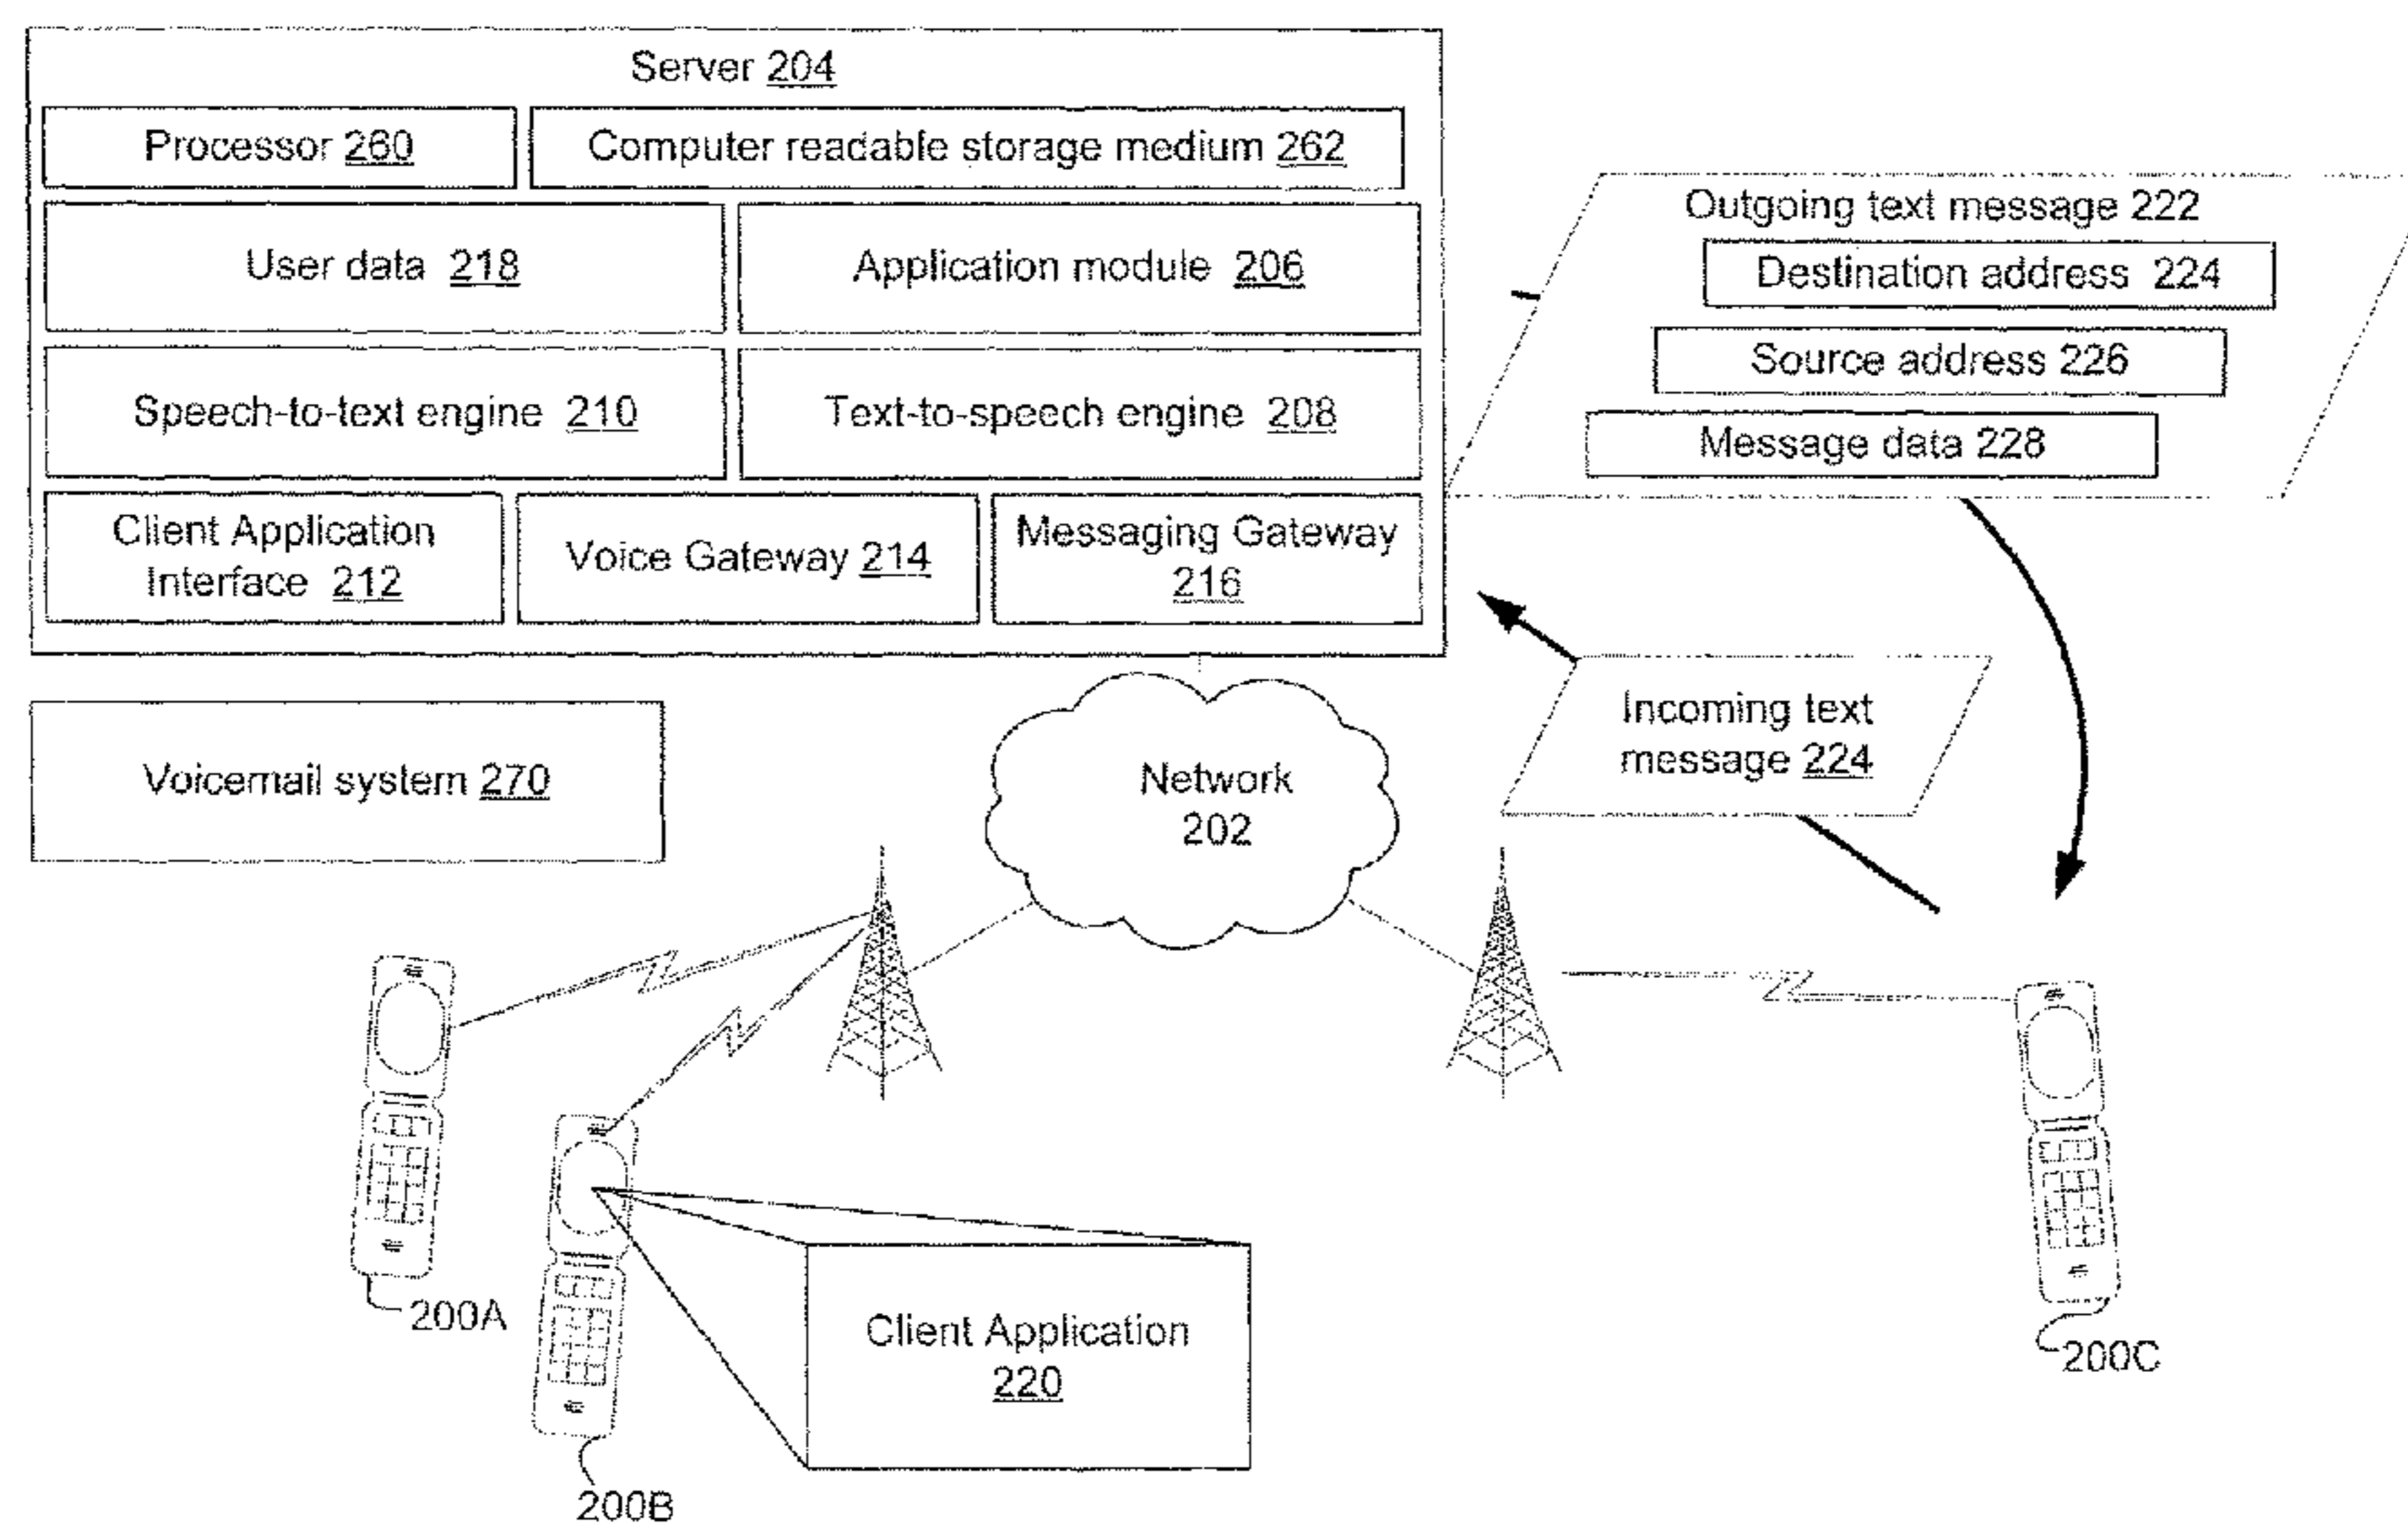 Server 204
Processor 260
Computer readable storage medium 262
User data 218
Application module 206
Speech-to-text engine 210
Text-to-speech engine 208
Client Application
Interface 212
Voice Gateway 214
Messaging Gateway
216
Outgoing text message 222
Destination address 224
Source address 226
Message data 228
Incoming text
message 224
Voicemail system 270
Network
202
200A
200B
Client Application
220
200C